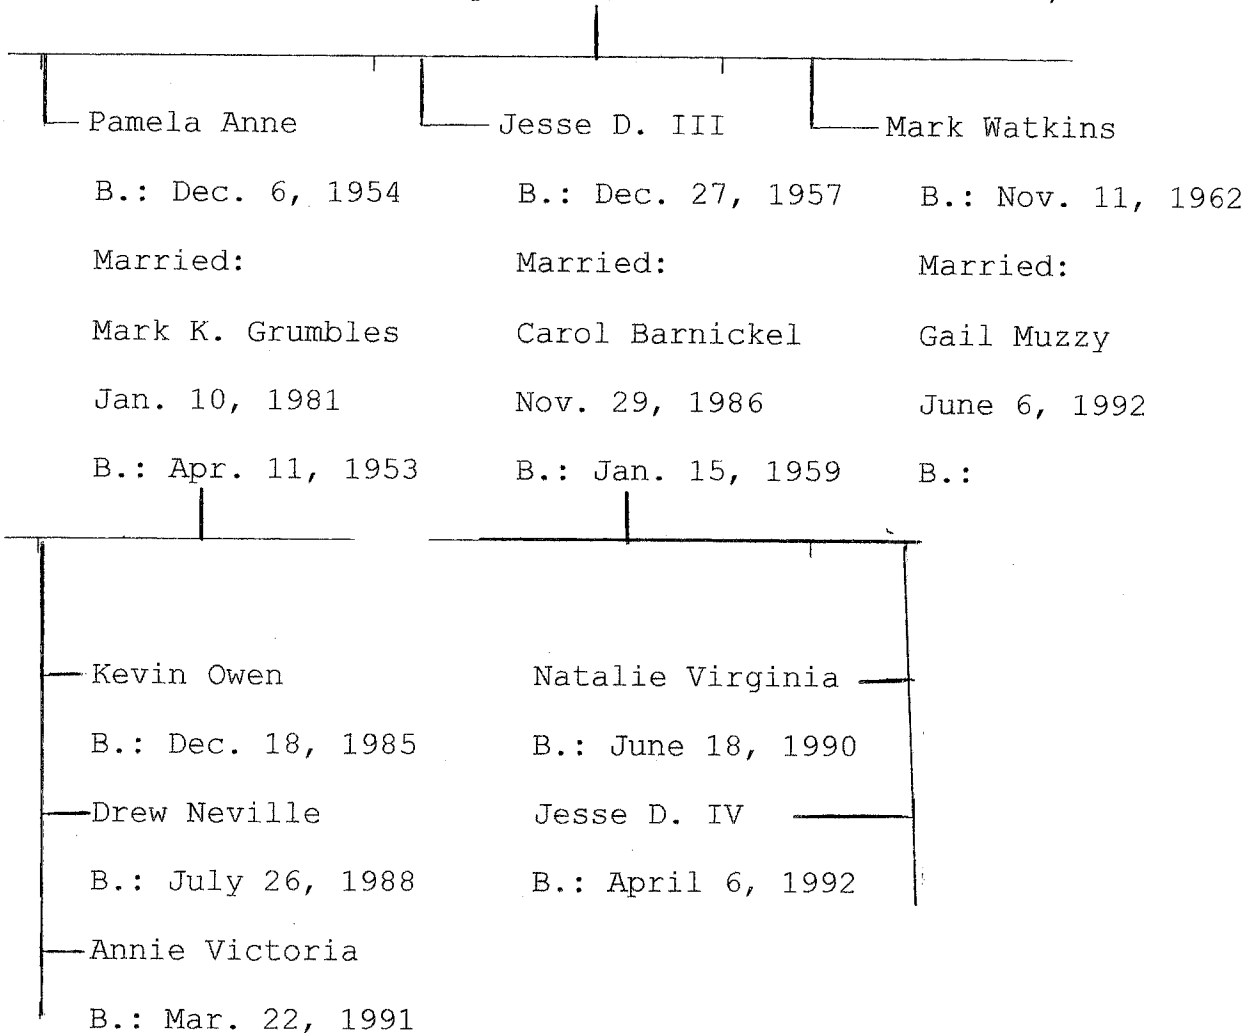 Pamela Anne
B.: Dec. 6, 1954
Married:
Mark K. Grumbles
Jan. 10, 1981
B.: Apr. 11, 1953
Jesse D. III
B.: Dec. 27, 1957
Married:
Carol Barnickel
Nov. 29, 1986
B.: Jan. 15, 1959
Mark Watkins
B.: Nov. 11, 1962
Married:
Gail Muzzy
June 6, 1992
B.:
Kevin Owen
B.: Dec. 18, 1985
Drew Neville
B.: July 26, 1988
Annie Victoria
B.: Mar. 22, 1991
Natalie Virginia
B.: June 18, 1990
Jesse D. IV
B.: April 6, 1992